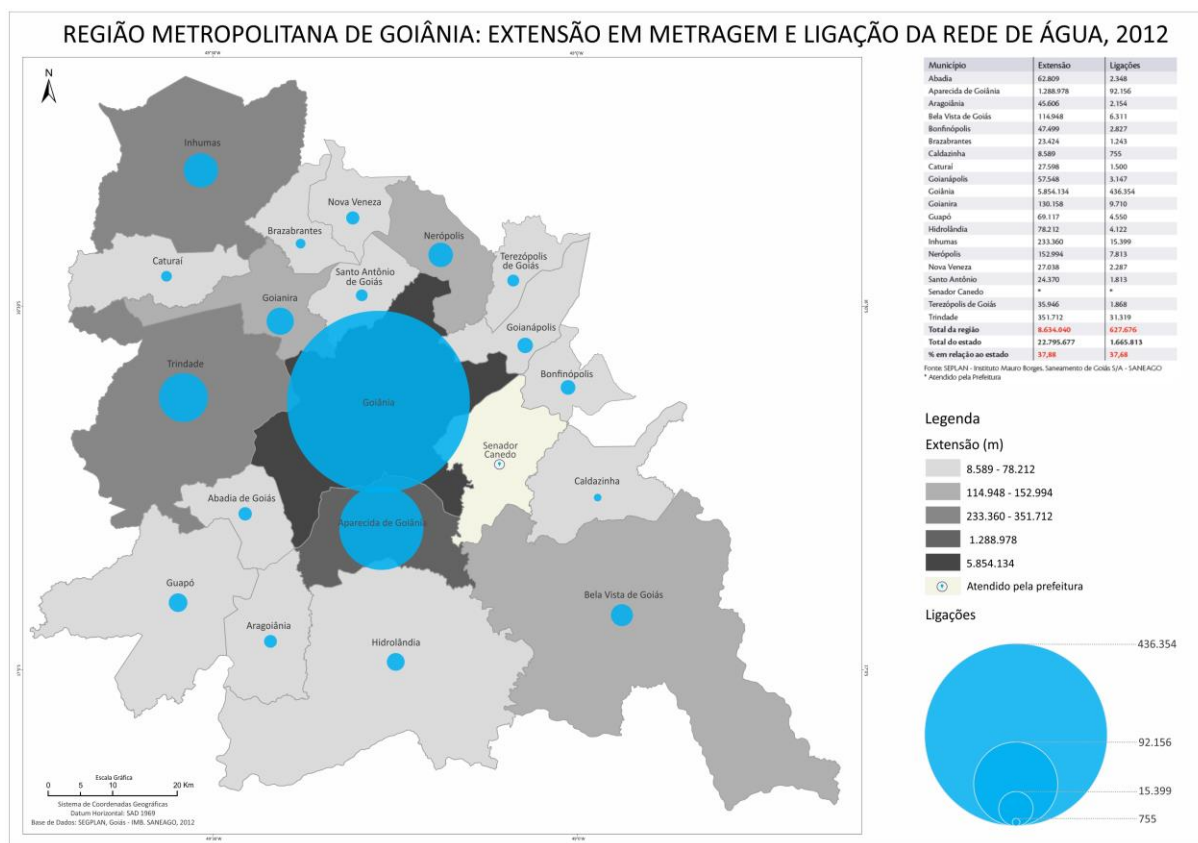 REGIÃO METROPOLITANA DE GOIÂNIA: EXTENSÃO EM METRAGEM E LIGAÇÃO DA REDE DE ÁGUA, 2012
N
Inhumas
Nova Veneza
Brazabrantes
Nerópolis
Caturaí
Santo Antônio
de Goiás
Terezópolis
de Goiás
Goianira
Goianápolis
Trindade
Bonfinópolis
Goiânia
Senador
Canedo
Caldazinha
Abadia de Goiás
Aparecida de Goiânia
Guapó
Bela Vista de Goiás
Aragoiânia
Hidrolândia
Escala Gráfica
0 5 10 20 Km
Sistema de Coordenadas Geográficas
Datum Horizontal: SAD 1969
Base de Dados: SEGPLAN, Goiás - IMB. SANEAGO, 2012
Município Extensão Ligações
Abadia 62.809 2.348
Aparecida de Goiânia 1.288.978 92.156
Aragoiânia 45.606 2.154
Bela Vista de Goiás 114.948 6.311
Bonfinópolis 47.499 2.827
Brazabrantes 23.424 1.243
Caldazinha 8.589 755
Caturaí 27.598 1.500
Goianápolis 57.548 3.147
Goiânia 5.854.134 436.354
Goianira 130.158 9.710
Guapó 69.117 4.550
Hidrolândia 78.212 4.122
Inhumas 233.360 15.399
Nerópolis 152.994 7.813
Nova Veneza 27.038 2.287
Santo Antônio 24.370 1.813
Senador Canedo * *
Terezópolis de Goiás 35.946 1.868
Trindade 351.712 31.319
Total da região 8.634.040 627.676
Total do estado 22.795.677 1.665.813
% em relação ao estado 37,88 37,68
Fonte: SEPLAN - Instituto Mauro Borges, Saneamento de Goiás S/A - SANEAGO
* Atendido pela Prefeitura
Legenda
Extensão (m)
8.589 - 78.212
114.948 - 152.994
233.360 - 351.712
1.288.978
5.854.134
Atendido pela prefeitura
Ligações
436.354
92.156
15.399
755